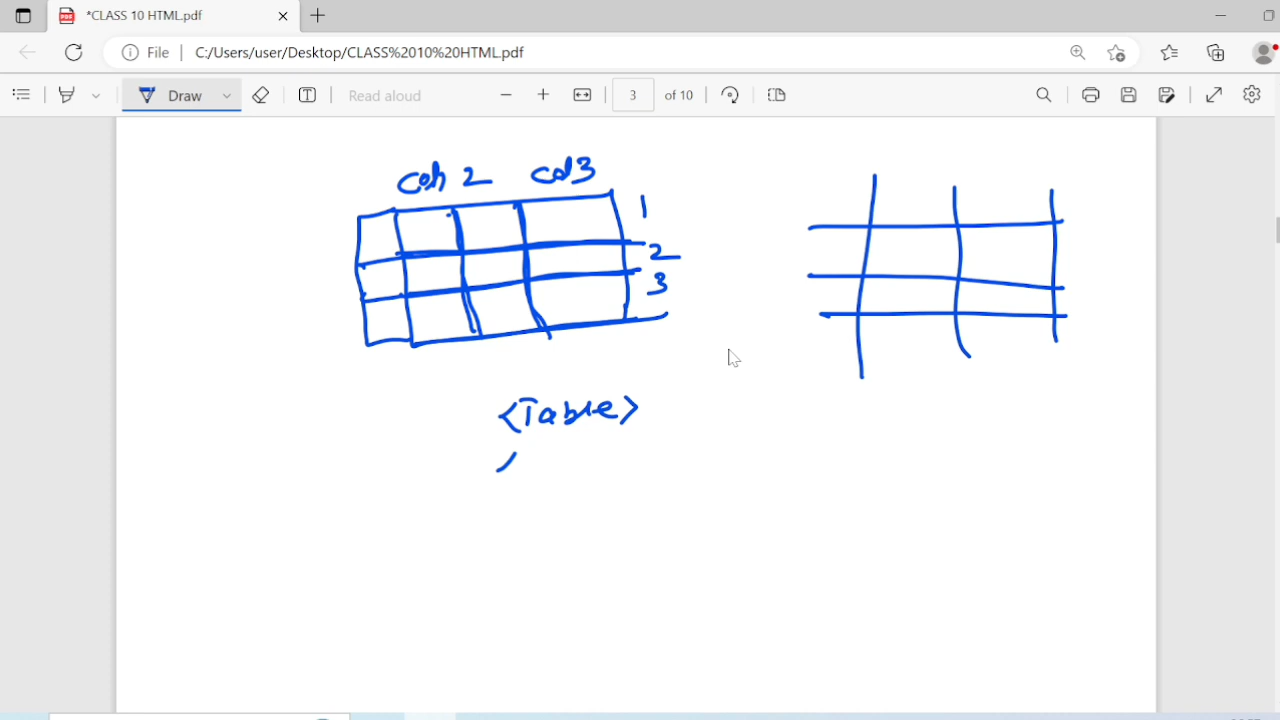 *CLASS 10 HTML.pdf
File | C:/Users/user/Desktop/CLASS%2010%20HTML.pdf
Draw Read aloud 3 of 10
2 col3
1
2
3
<Table>